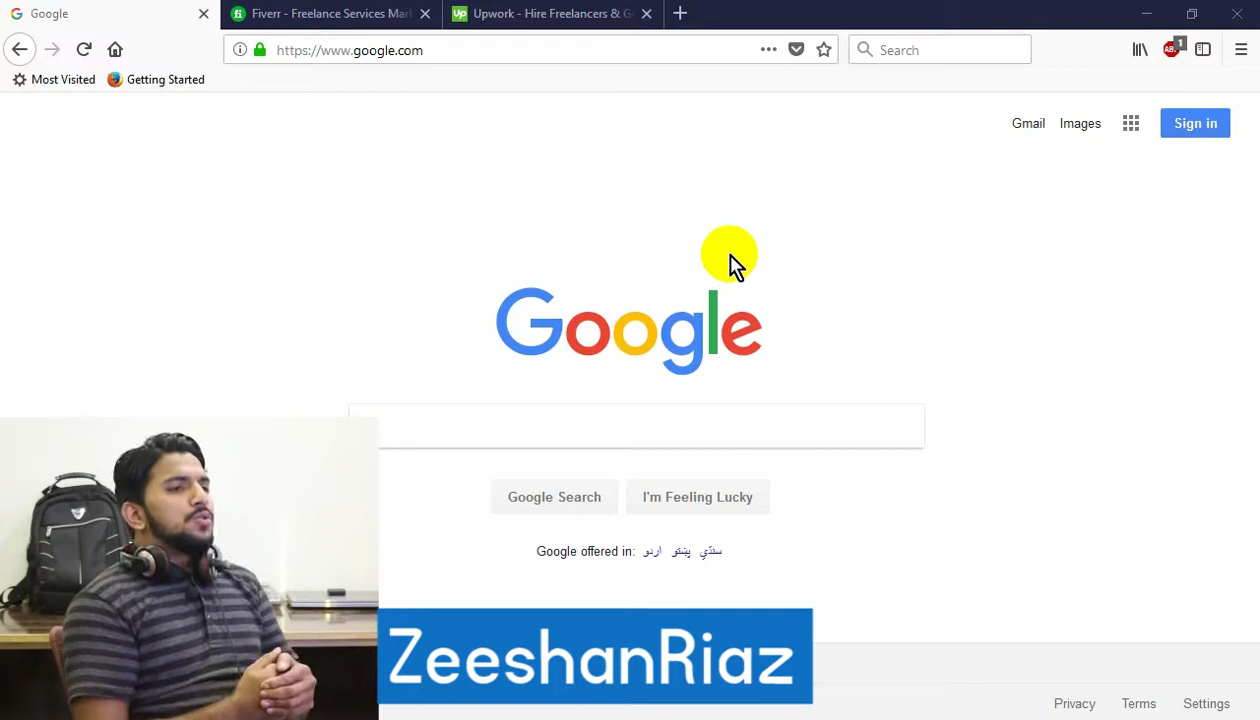 Google
Fiverr - Freelance Services Mar
Upwork - Hire Freelancers & G
https://www.google.com
Search
1
Most Visited
Getting Started
Gmail
Images
Sign in
Google
Google Search
I'm Feeling Lucky
Google offered in: اردو پښتو سنڌي
ZeeshanRiaz
Privacy
Terms
Settings